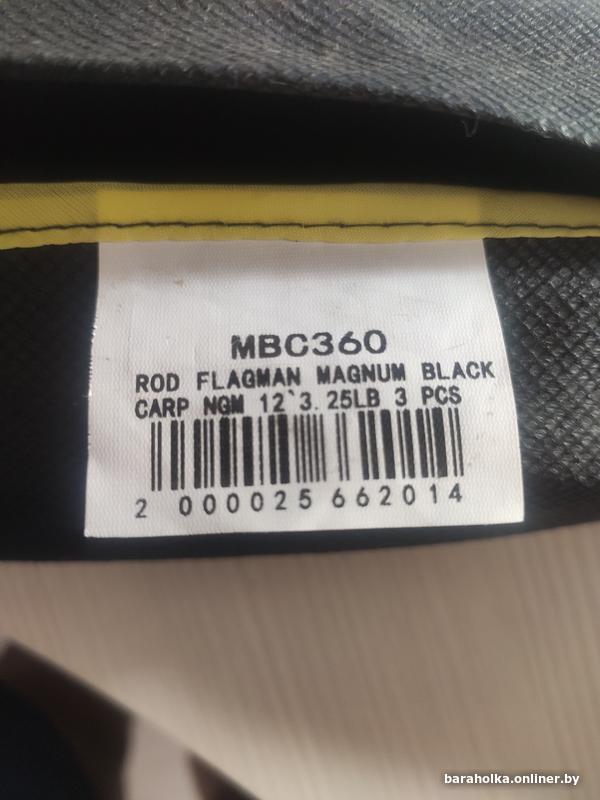 MBC360
ROD FLAGMAN MAGNUM BLACK
CARP NGM 12`3.25LB 3 PCS
2 000025 662014
baraholka.onliner.by